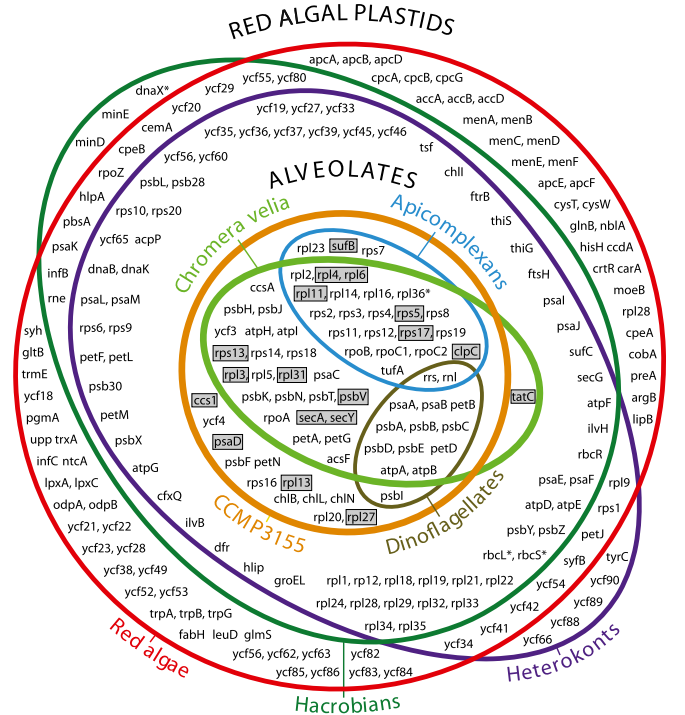 RED ALGAL PLASTIDS
apcA, apcB, apcD
ycf55, ycf80
cpcA, cpcB, cpcG
dnaX*
ycf29
accA, accB, accD
minE
ycf20
ycf19, ycf27, ycf33
menA, menB
cemA
ycf35, ycf36, ycf37, ycf39, ycf45, ycf46
menC, menD
minD
cpeB
tsf
menE, menF
ycf56, ycf60
rpoZ
chlI
apcE, apcF
ALVEOLATES
psbL, psb28
hlpA
ftrB
cysT, cysW
rps10, rps20
pbsA
thiS
glnB, nblA
Chromera velia
Apicomplexans
ycf65 acpP
psaK
thiG
hisH ccdA
rpl23 sufB rps7
dnaB, dnaK
infB
ftsH
crtR carA
rpl2, rpl4, rpl6
ccsA
rne
psaL, psaM
rpl11, rpl14, rpl16, rpl36*
psaI
moeB
psbH, psbJ
rps2, rps3, rps4, rps5, rps8
rpl28
syh
rps6, rps9
ycf3 atpH, atpI
rps11, rps12, rps17, rps19
psaJ
cpeA
gltB
petF, petL
rps13, rps14, rps18
rpoB, rpoC1, rpoC2 clpC
sufC
cobA
trmE
rpl3, rpl5, rpl31 psaC
tufA
rrs, rnl
secG
preA
ycf18
psb30
ccs1
psbK, psbN, psbT, psbV
tatC
atpF
argB
pgmA
petM
ycf4
rpoA secA, secY
psaA, psaB petB
ilvH
lipB
upp trxA
psbX
psaD
petA, petG
psbA, psbB, psbC
rbcR
infC ntcA
atpG
psbF petN
acsF
psbD, psbE petD
psaE, psaF
rpl9
lpxA, lpxC
rps16 rpl13
atpA, atpB
atpD, atpE
rps1
odpA, odpB
cfxQ
chlB, chlL, chlN
psbI
psbY, psbZ
petJ
ycf21, ycf22
ilvB
CCMP3155
rpl20, rpl27
Dinoflagellates
rbcL*, rbcS*
syfB
tyrC
ycf23, ycf28
dfr
hlip
groEL
rpl1, rp12, rpl18, rpl19, rpl21, rpl22
ycf54
ycf90
ycf38, ycf49
rpl24, rpl28, rpl29, rpl32, rpl33
ycf42
ycf89
ycf52, ycf53
rpl34, rpl35
ycf41
ycf88
trpA, trpB, trpG
ycf34
ycf66
fabH leuD glmS
ycf56, ycf62, ycf63
ycf82
ycf85, ycf86
ycf83, ycf84
Red algae
Hacrobians
Heterokonts